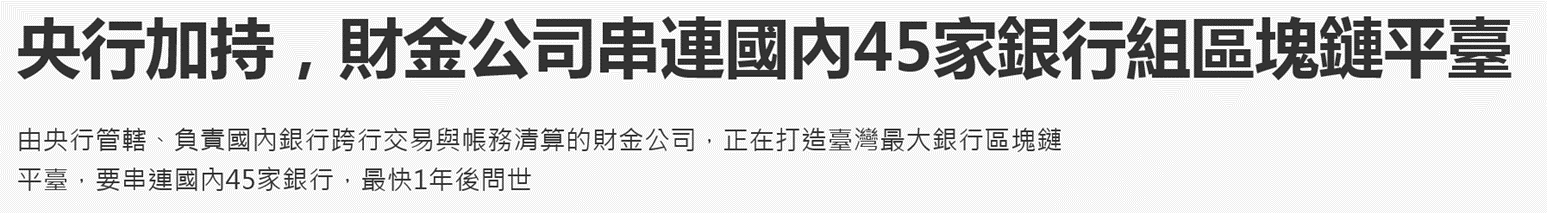 央行加持，財金公司串連國內45家銀行組區塊鏈平臺
由央行管轄、負責國內銀行跨行交易與帳務清算的財金公司，正在打造臺灣最大銀行區塊鏈
平臺，要串連國內45家銀行，最快1年後問世